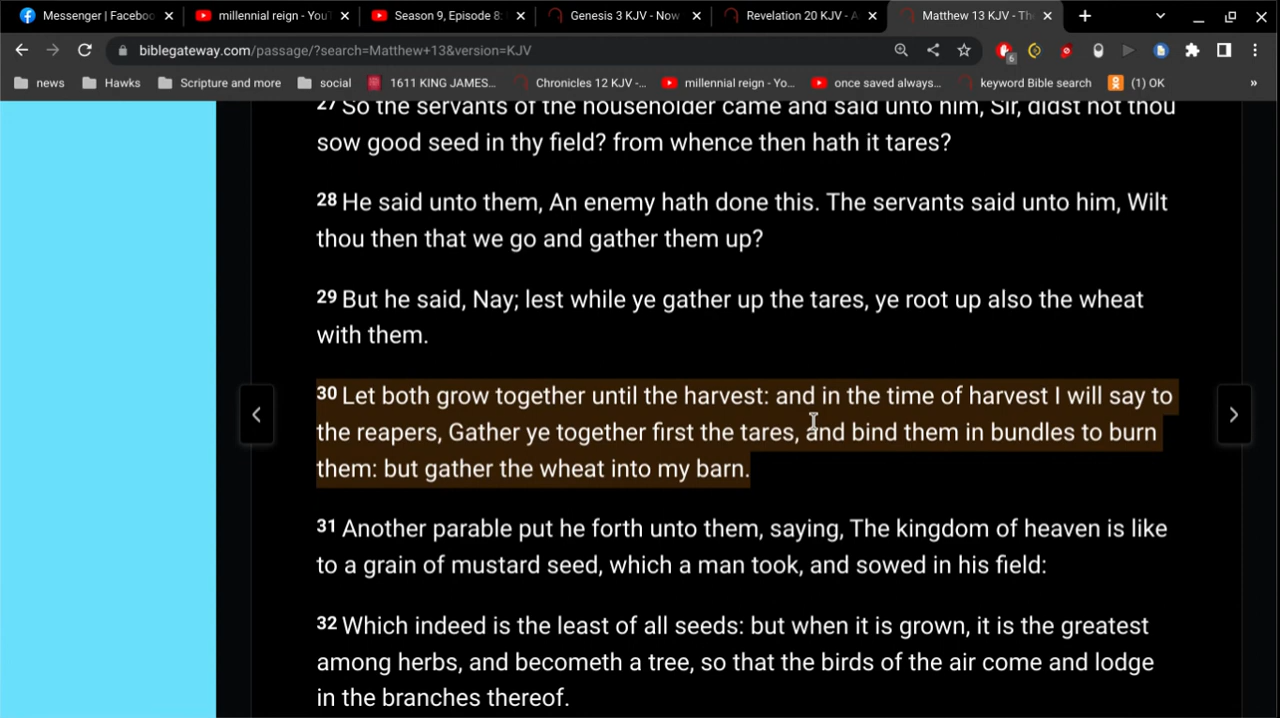 Messenger | Faceboo
millennial reign - YouT
Season 9, Episode 8:
Genesis 3 KJV - Now
Revelation 20 KJV - A
Matthew 13 KJV - The
biblegateway.com/passage/?search=Matthew+13&version=KJV
6
news
Hawks
Scripture and more
social
1611 KING JAMES...
Chronicles 12 KJV -...
millennial reign - Yo...
once saved always...
keyword Bible search
(1) OK
»
27 So the servants of the householder came and said unto him, Sir, didst not thou
sow good seed in thy field? from whence then hath it tares?
28 He said unto them, An enemy hath done this. The servants said unto him, Wilt
thou then that we go and gather them up?
29 But he said, Nay; lest while ye gather up the tares, ye root up also the wheat
with them.
30 Let both grow together until the harvest: and in the time of harvest I will say to
the reapers, Gather ye together first the tares, and bind them in bundles to burn
them: but gather the wheat into my barn.
31 Another parable put he forth unto them, saying, The kingdom of heaven is like
to a grain of mustard seed, which a man took, and sowed in his field:
32 Which indeed is the least of all seeds: but when it is grown, it is the greatest
among herbs, and becometh a tree, so that the birds of the air come and lodge
in the branches thereof.